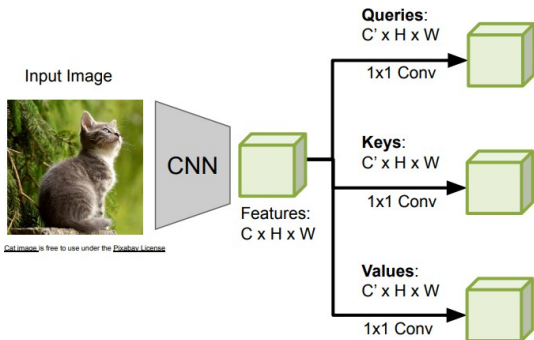 Input Image
Cat image is free to use under the Pixabay License
CNN
Features:
C x H x W
Queries:
C' x H x W
1x1 Conv
Keys:
C' x H x W
1x1 Conv
Values:
C' x H x W
1x1 Conv